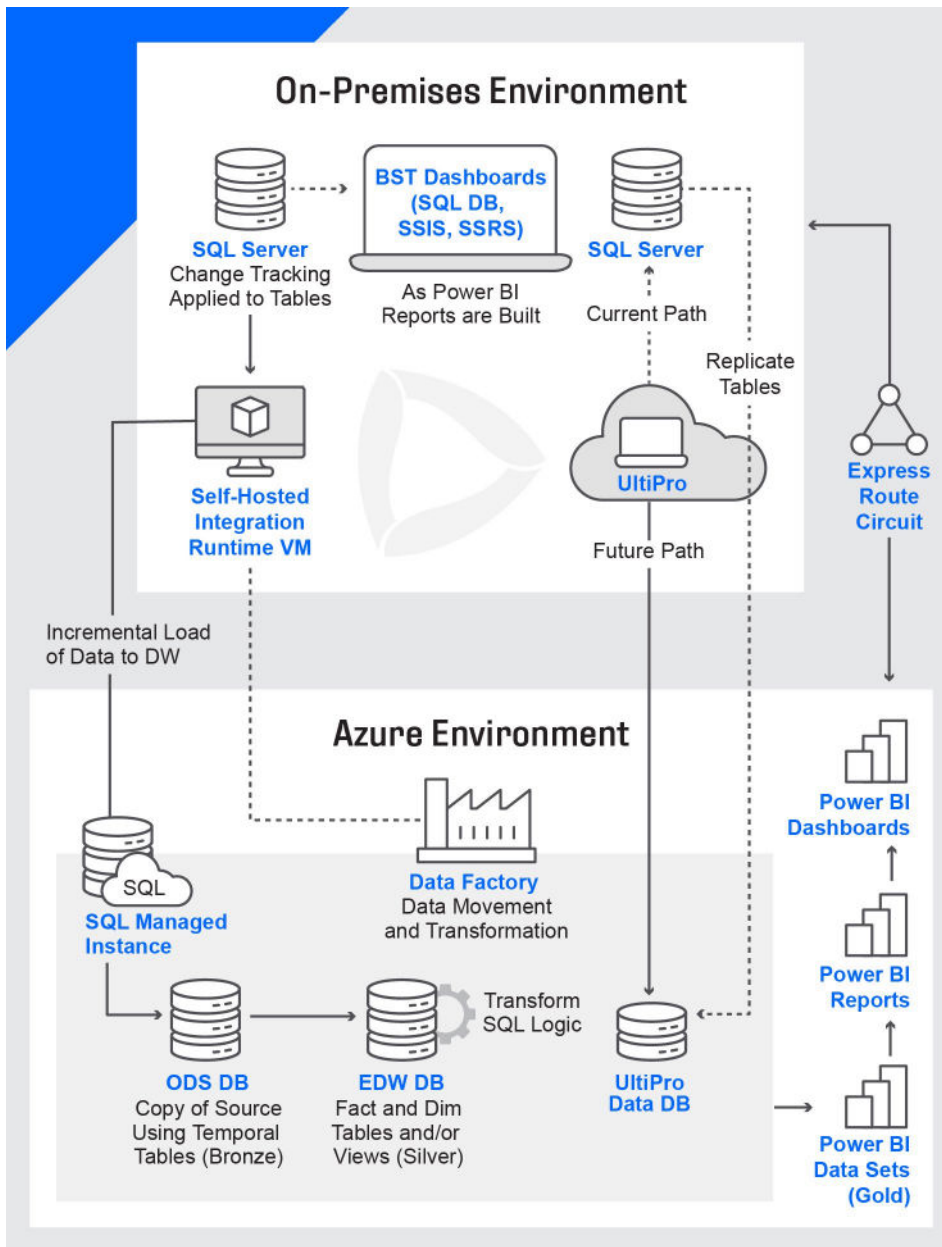 On-Premises Environment
SQL Server
Change Tracking
Applied to Tables
BST Dashboards
(SQL DB,
SSIS, SSRS)
As Power BI
Reports are Built
SQL Server
Current Path
Replicate
Tables
UltiPro
Future Path
Express
Route
Circuit
Self-Hosted
Integration
Runtime VM
Incremental Load
of Data to DW
Azure Environment
SQL
SQL Managed
Instance
Data Factory
Data Movement
and Transformation
ODS DB
Copy of Source
Using Temporal
Tables (Bronze)
EDW DB
Fact and Dim
Tables and/or
Views (Silver)
Transform
SQL Logic
UltiPro
Data DB
Power BI
Dashboards
Power BI
Reports
Power BI
Data Sets
(Gold)